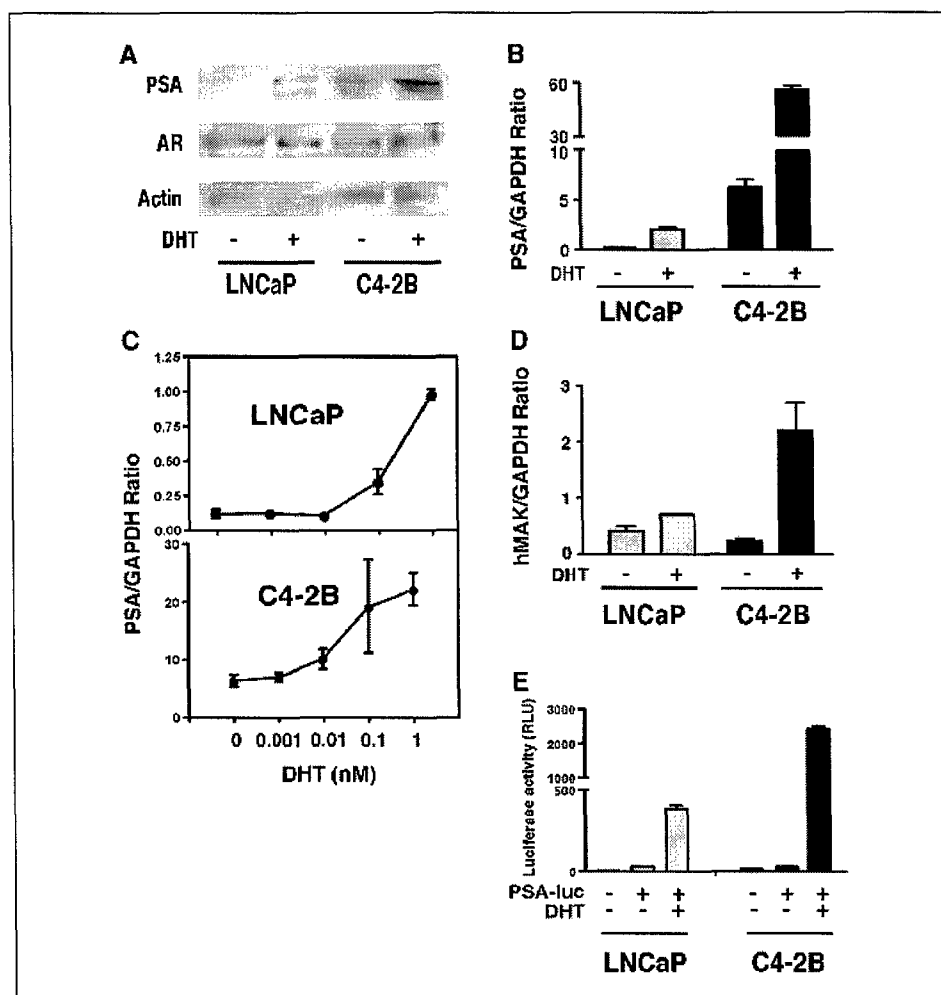 A
PSA
AR
Actin
DHT - + - +
LNCaP C4-2B
B
PSA/GAPDH Ratio
60
30
10
5
0
DHT - + - +
LNCaP C4-2B
C
PSA/GAPDH Ratio
1.25
1.00
0.75
0.50
0.25
0.00
LNCaP
30
20
10
0
C4-2B
0 0.001 0.01 0.1 1
DHT (nM)
D
hMAK/GAPDH Ratio
3
2
1
0
DHT - + - +
LNCaP C4-2B
E
Luciferase activity (RLU)
3000
2000
1000
500
0
PSA-luc - + + - + +
DHT - - + - - +
LNCaP C4-2B